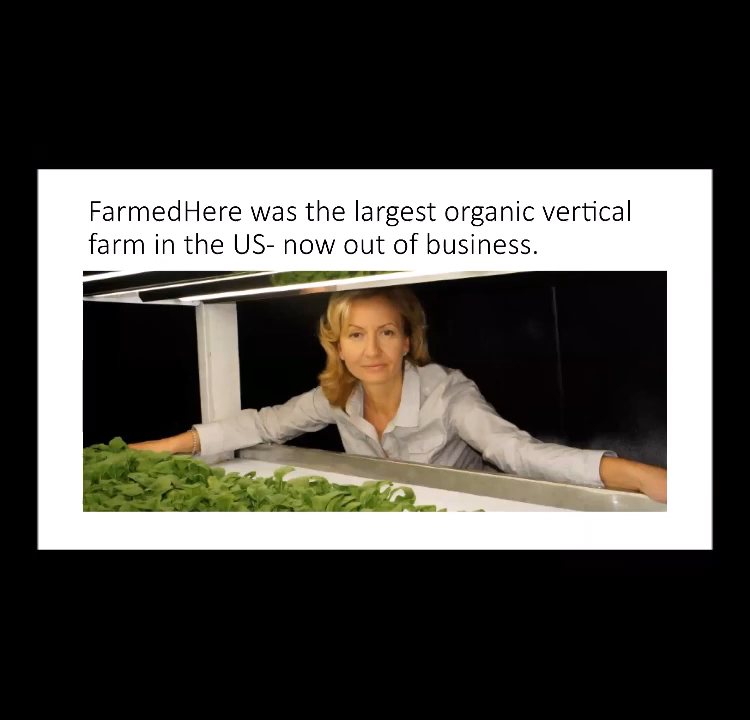 FarmedHere was the largest organic vertical
farm in the US- now out of business.